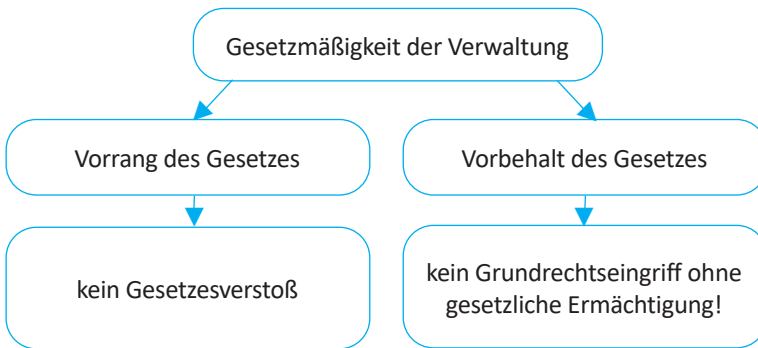 Gesetzmäßigkeit der Verwaltung
Vorrang des Gesetzes
Vorbehalt des Gesetzes
kein Gesetzesverstoß
kein Grundrechtseingriff ohne
gesetzliche Ermächtigung!